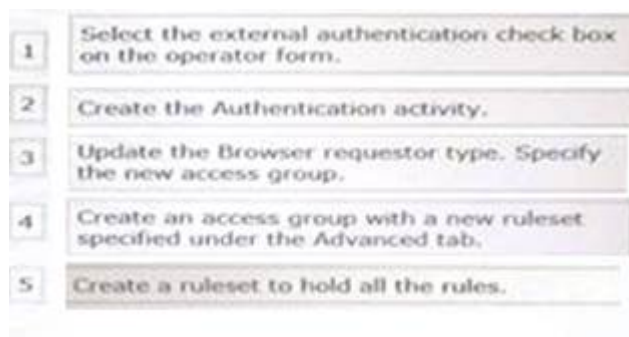 1 Select the external authentication check box
on the operator form.
2 Create the Authentication activity.
3 Update the Browser requestor type. Specify
the new access group.
4 Create an access group with a new ruleset
specified under the Advanced tab.
5 Create a ruleset to hold all the rules.